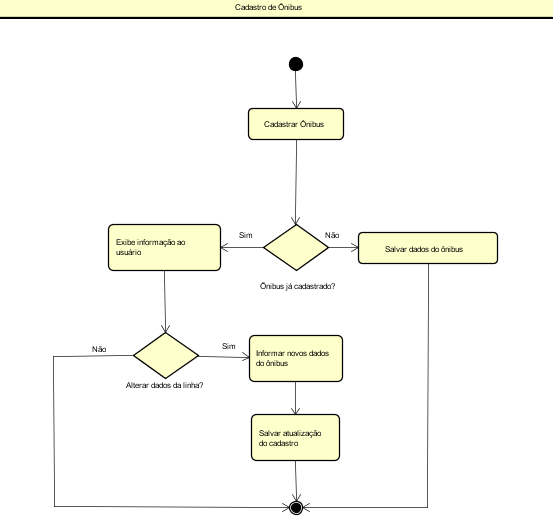 Cadastro de Ônibus
Cadastrar Ônibus
Sim
Não
Exibe informação ao
usuário
Salvar dados do ônibus
Ônibus já cadastrado?
Não
Sim
Informar novos dados
do ônibus
Alterar dados da linha?
Salvar atualização
do cadastro